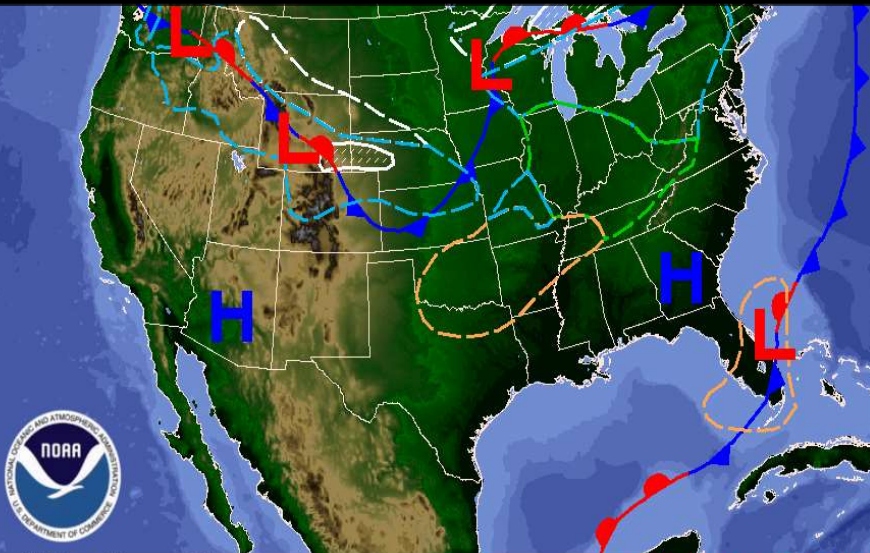 L
L
L
H
H
L
NATIONAL OCEANIC AND ATMOSPHERIC ADMINISTRATION
NOAA
U.S. DEPARTMENT OF COMMERCE